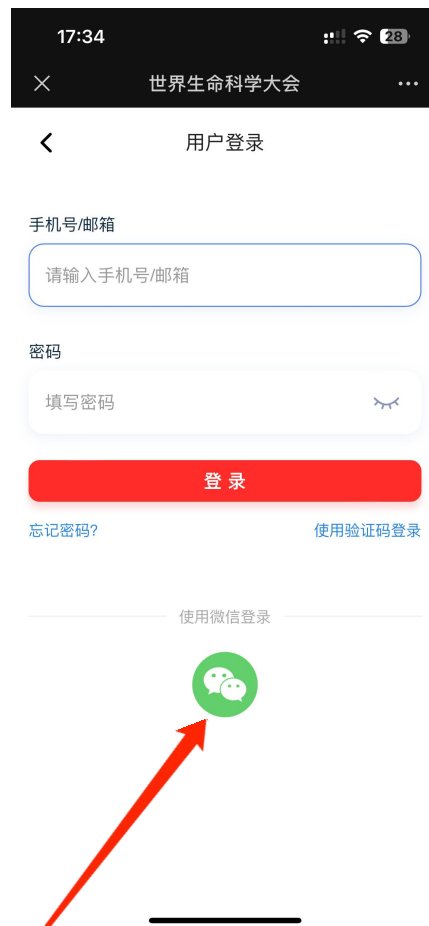 17:34
28
世界生命科学大会
用户登录
手机号/邮箱
请输入手机号/邮箱
密码
填写密码
登 录
忘记密码?
使用验证码登录
使用微信登录